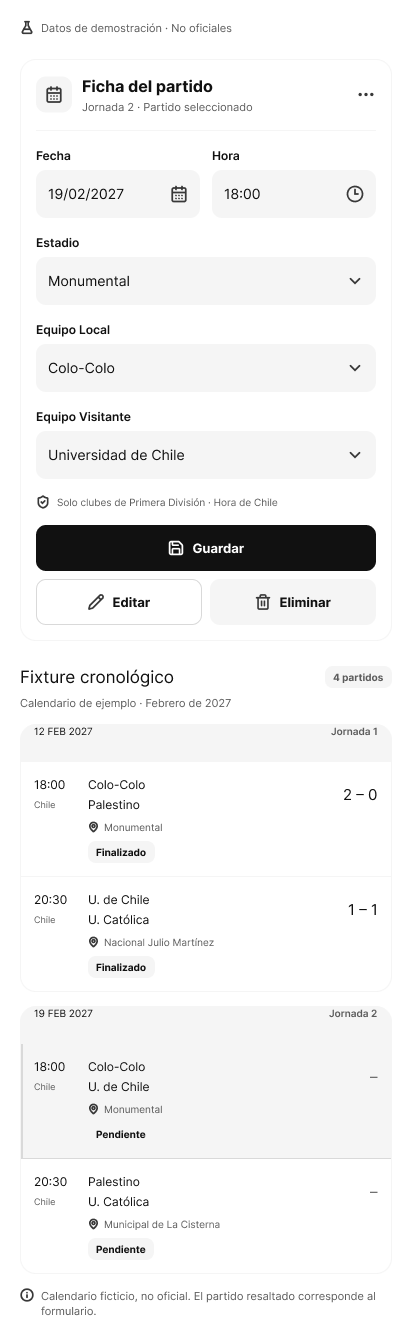 Datos de demostración · No oficiales
Ficha del partido
Jornada 2 · Partido seleccionado
Fecha
Hora
19/02/2027
18:00
Estadio
Monumental
Equipo Local
Colo-Colo
Equipo Visitante
Universidad de Chile
Solo clubes de Primera División · Hora de Chile
Guardar
Editar
Eliminar
Fixture cronológico
4 partidos
Calendario de ejemplo · Febrero de 2027
12 FEB 2027
Jornada 1
18:00
Chile
Colo-Colo
Palestino
2 – 0
Monumental
Finalizado
20:30
Chile
U. de Chile
U. Católica
1 – 1
Nacional Julio Martínez
Finalizado
19 FEB 2027
Jornada 2
18:00
Chile
Colo-Colo
U. de Chile
–
Monumental
Pendiente
20:30
Chile
Palestino
U. Católica
–
Municipal de La Cisterna
Pendiente
Calendario ficticio, no oficial. El partido resaltado corresponde al
formulario.